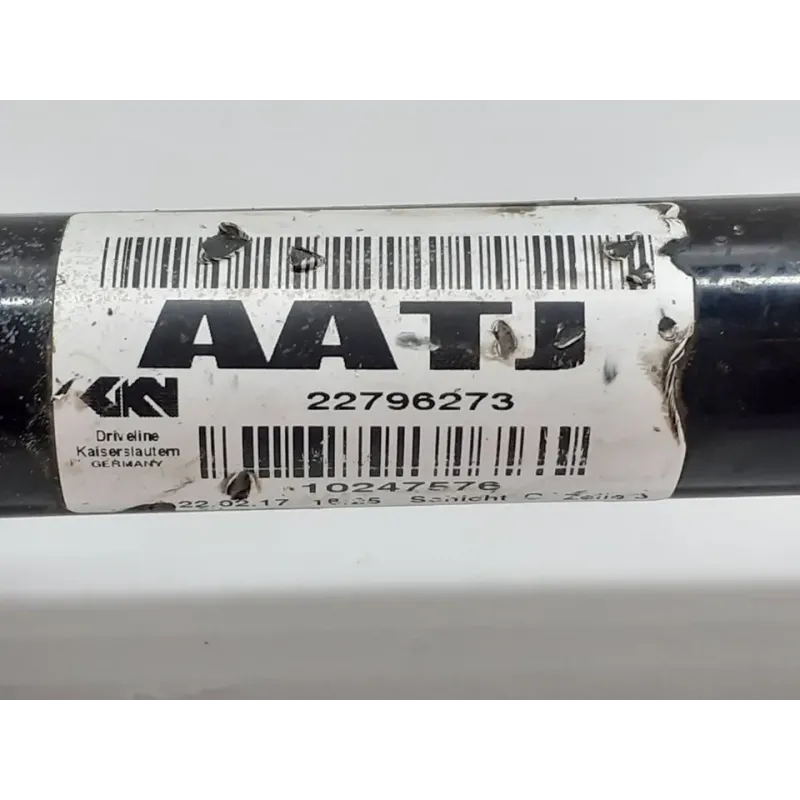 AATJ
GKN
22796273
Driveline
Kaiserslautern
GERMANY
10247576
22.02.17 16:25 Schicht C Zeile 3